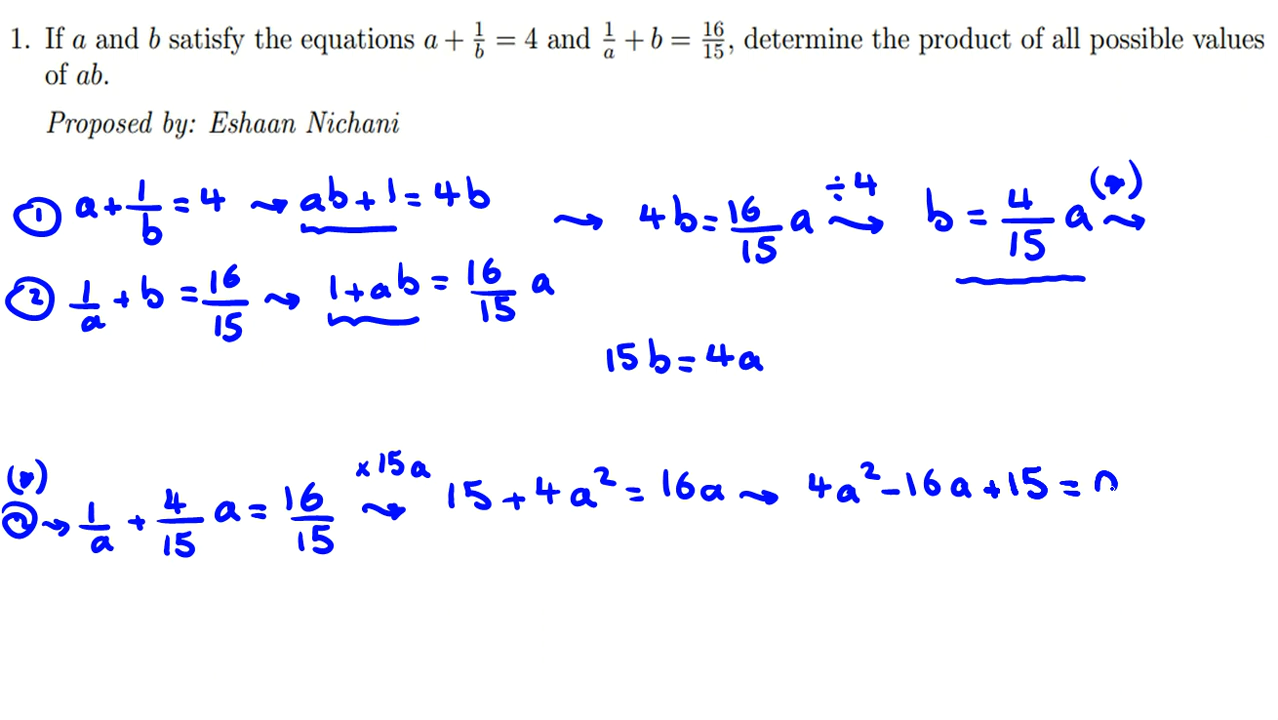 1. If a and b satisfy the equations a + 1/b = 4 and 1/a + b = 16/15, determine the product of all possible values
of ab.
Proposed by: Eshaan Nichani
① a + 1/b = 4 ⇝ ab + 1 = 4b ⇝ 4b = 16/15 a ÷4 ⇝ b = 4/15 a (*) ⇝
② 1/a + b = 16/15 ⇝ 1 + ab = 16/15 a
15b = 4a
(*) ② → 1/a + 4/15 a = 16/15 ×15a ⇝ 15 + 4a² = 16a ⇝ 4a² - 16a + 15 = 0